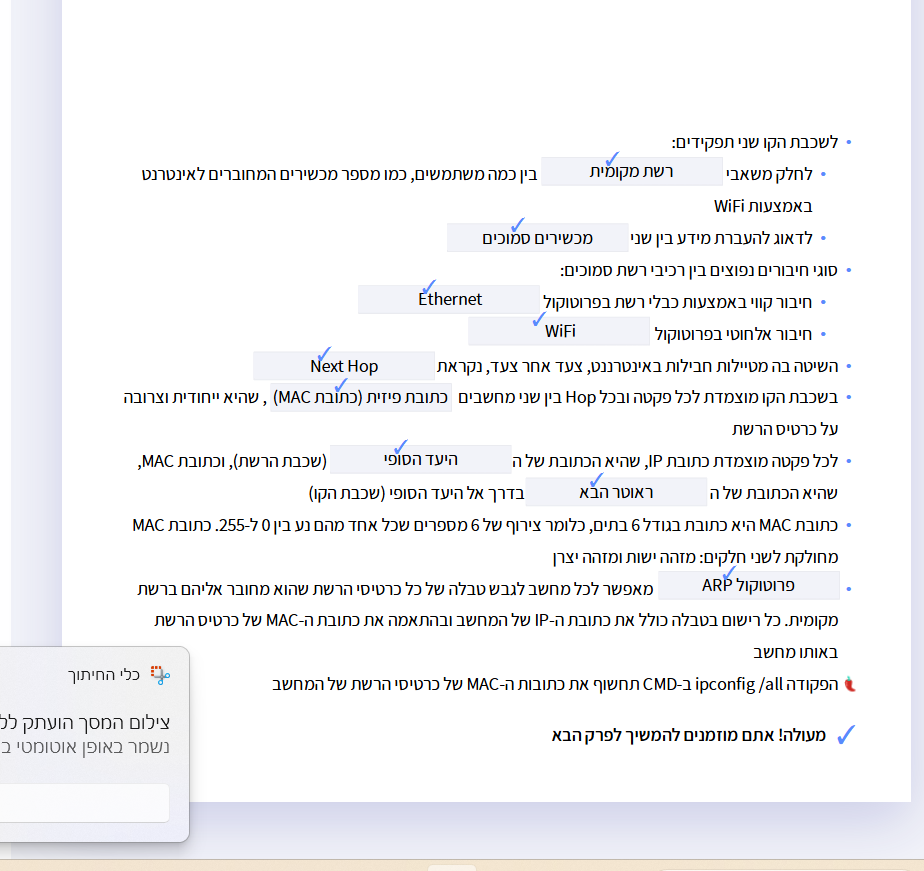 • לשכבת הקו שני תפקידים:
• לחלק משאבי רשת מקומית בין כמה משתמשים, כמו מספר מכשירים המחוברים לאינטרנט
באמצעות WiFi
• לדאוג להעברת מידע בין שני מכשירים סמוכים
• סוגי חיבורים נפוצים בין רכיבי רשת סמוכים:
• חיבור קווי באמצעות כבלי רשת בפרוטוקול Ethernet
• חיבור אלחוטי בפרוטוקול WiFi
• השיטה בה מטיילות חבילות באינטרננט, צעד אחר צעד, נקראת Next Hop
• בשכבת הקו מוצמדת לכל פקטה ובכל Hop בין שני מחשבים כתובת פיזית (כתובת MAC) , שהיא ייחודית וצרובה
על כרטיס הרשת
• לכל פקטה מוצמדת כתובת IP, שהיא הכתובת של ה היעד הסופי (שכבת הרשת), וכתובת MAC,
שהיא הכתובת של ה ראוטר הבא בדרך אל היעד הסופי (שכבת הקו)
• כתובת MAC היא כתובת בגודל 6 בתים, כלומר צירוף של 6 מספרים שכל אחד מהם נע בין 0 ל-255. כתובת MAC
מחולקת לשני חלקים: מזהה ישות ומזהה יצרן
• פרוטוקול ARP מאפשר לכל מחשב לגבש טבלה של כל כרטיסי הרשת שהוא מחובר אליהם ברשת
מקומית. כל רישום בטבלה כולל את כתובת ה-IP של המחשב ובהתאמה את כתובת ה-MAC של כרטיס הרשת
באותו מחשב
הפקודה ipconfig /all ב-CMD תחשוף את כתובות ה-MAC של כרטיסי הרשת של המחשב
מעולה! אתם מוזמנים להמשיך לפרק הבא
כלי החיתוך
צילום המסך הועתק
נשמר באופן אוטומטי